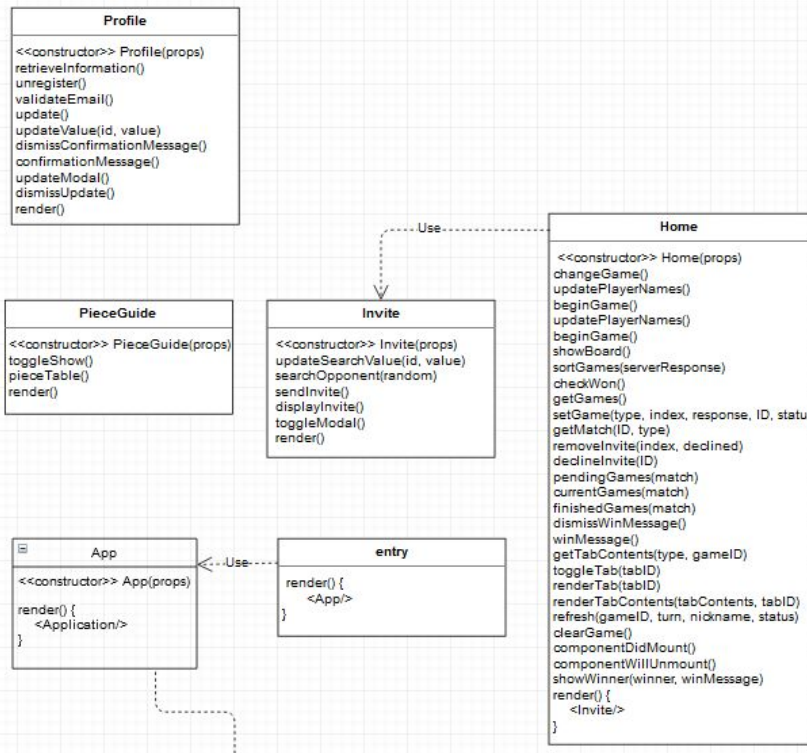 Profile
<<constructor>> Profile(props)
retrieveInformation()
unregister()
validateEmail()
update()
updateValue(id, value)
dismissConfirmationMessage()
confirmationMessage()
updateModal()
dismissUpdate()
render()
Use
Home
<<constructor>> Home(props)
changeGame()
updatePlayerNames()
beginGame()
updatePlayerNames()
beginGame()
showBoard()
sortGames(serverResponse)
checkWon()
getGames()
setGame(type, index, response, ID, statu
getMatch(ID, type)
removeInvite(index, declined)
declineInvite(ID)
pendingGames(match)
currentGames(match)
finishedGames(match)
dismissWinMessage()
winMessage()
getTabContents(type, gameID)
toggleTab(tabID)
renderTab(tabID)
renderTabContents(tabContents, tabID)
refresh(gameID, turn, nickname, status)
clearGame()
componentDidMount()
componentWillUnmount()
showWinner(winner, winMessage)
render() {
<Invite/>
}
PieceGuide
<<constructor>> PieceGuide(props)
toggleShow()
pieceTable()
render()
Invite
<<constructor>> Invite(props)
updateSearchValue(id, value)
searchOpponent(random)
sendInvite()
displayInvite()
toggleModal()
render()
App
<<constructor>> App(props)
render() {
<Application/>
}
Use
entry
render() {
<App/>
}